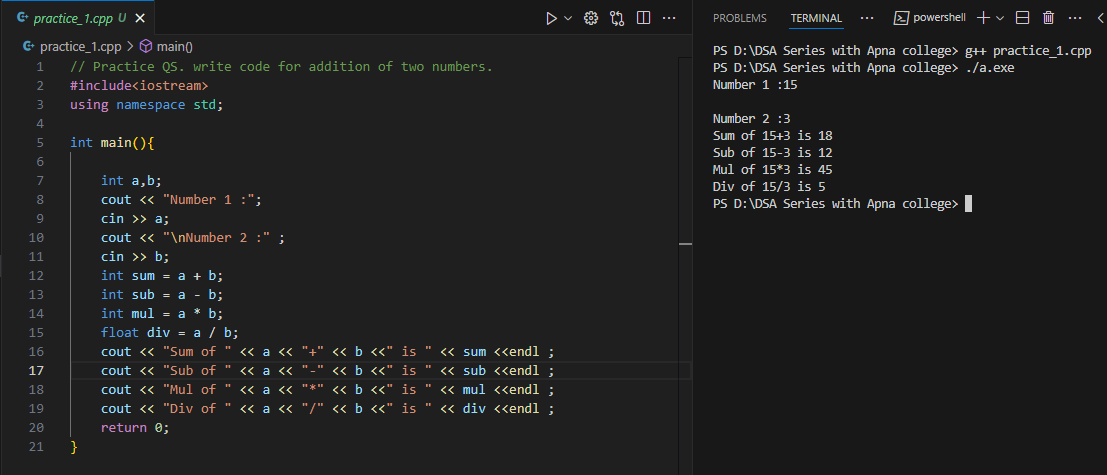 practice_1.cpp U
practice_1.cpp > main()
1 // Practice QS. write code for addition of two numbers.
2 #include<iostream>
3 using namespace std;
4
5 int main(){
6
7 int a,b;
8 cout << "Number 1 :";
9 cin >> a;
10 cout << "\nNumber 2 :" ;
11 cin >> b;
12 int sum = a + b;
13 int sub = a - b;
14 int mul = a * b;
15 float div = a / b;
16 cout << "Sum of " << a << "+" << b <<" is " << sum <<endl ;
17 cout << "Sub of " << a << "-" << b <<" is " << sub <<endl ;
18 cout << "Mul of " << a << "*" << b <<" is " << mul <<endl ;
19 cout << "Div of " << a << "/" << b <<" is " << div <<endl ;
20 return 0;
21 }
PROBLEMS TERMINAL ... powershell
PS D:\DSA Series with Apna college> g++ practice_1.cpp
PS D:\DSA Series with Apna college> ./a.exe
Number 1 :15
Number 2 :3
Sum of 15+3 is 18
Sub of 15-3 is 12
Mul of 15*3 is 45
Div of 15/3 is 5
PS D:\DSA Series with Apna college>